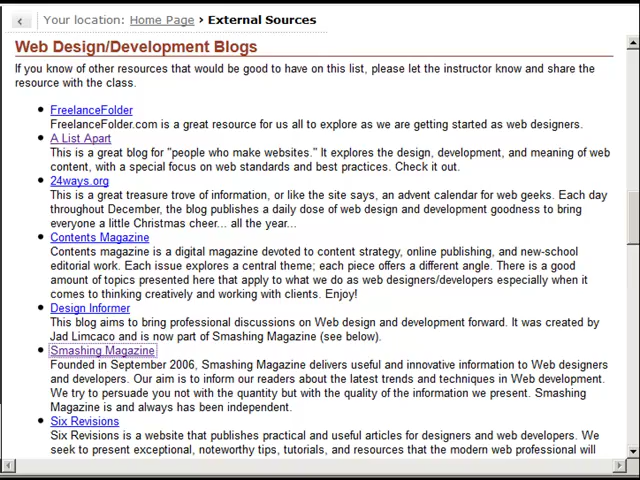 Your location: Home Page › External Sources
Web Design/Development Blogs
If you know of other resources that would be good to have on this list, please let the instructor know and share the
resource with the class.
• FreelanceFolder
FreelanceFolder.com is a great resource for us all to explore as we are getting started as web designers.
• A List Apart
This is a great blog for "people who make websites." It explores the design, development, and meaning of web
content, with a special focus on web standards and best practices. Check it out.
• 24ways.org
This is a great treasure trove of information, or like the site says, an advent calendar for web geeks. Each day
throughout December, the blog publishes a daily dose of web design and development goodness to bring
everyone a little Christmas cheer... all the year...
• Contents Magazine
Contents magazine is a digital magazine devoted to content strategy, online publishing, and new-school
editorial work. Each issue explores a central theme; each piece offers a different angle. There is a good
amount of topics presented here that apply to what we do as web designers/developers especially when it
comes to thinking creatively and working with clients. Enjoy!
• Design Informer
This blog aims to bring professional discussions on Web design and development forward. It was created by
Jad Limcaco and is now part of Smashing Magazine (see below).
• Smashing Magazine
Founded in September 2006, Smashing Magazine delivers useful and innovative information to Web designers
and developers. Our aim is to inform our readers about the latest trends and techniques in Web development.
We try to persuade you not with the quantity but with the quality of the information we present. Smashing
Magazine is and always has been independent.
• Six Revisions
Six Revisions is a website that publishes practical and useful articles for designers and web developers. We
seek to present exceptional, noteworthy tips, tutorials, and resources that the modern web professional will